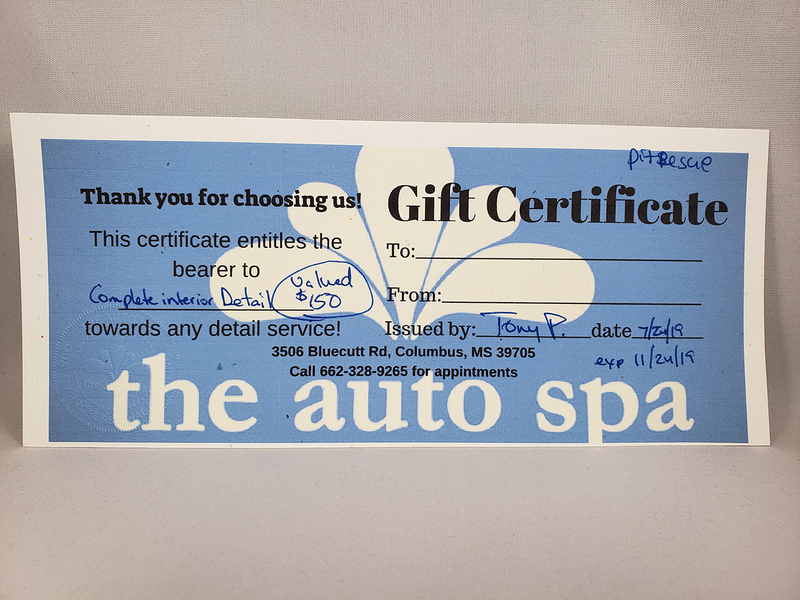 Pit Rescue
Thank you for choosing us!
This certificate entitles the
bearer to
Complete interior Detail
valued
$150
towards any detail service!
Gift Certificate
To:
From:
Issued by: Tony P. date 7/24/19
exp 11/24/19
3506 Bluecutt Rd, Columbus, MS 39705
Call 662-328-9265 for appintments
the auto spa